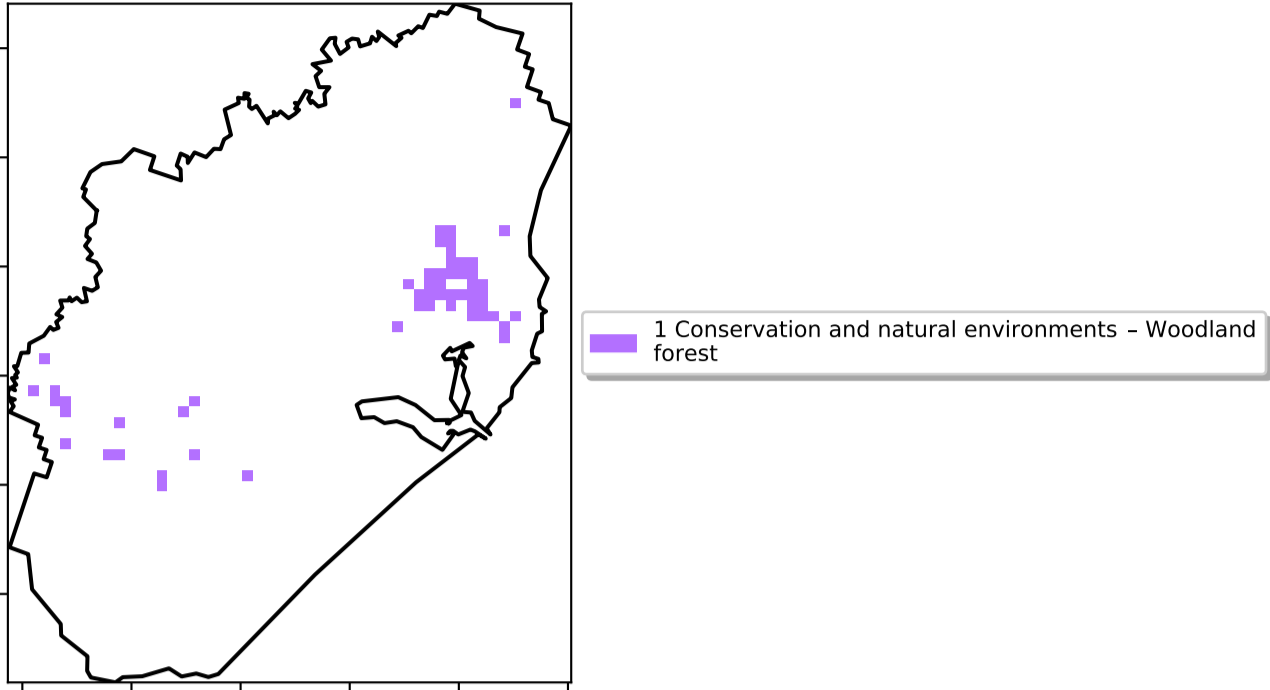 1 Conservation and natural environments – Woodland
forest